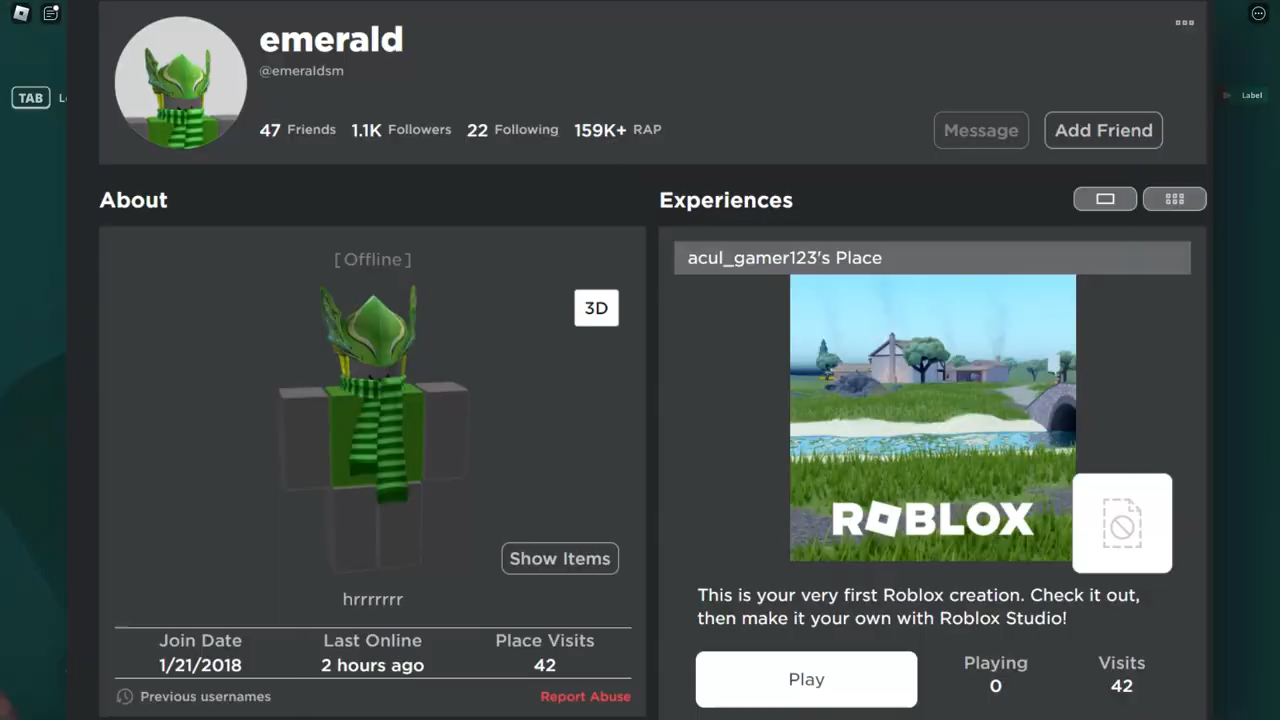 emerald
@emeraldsm
TAB
47 Friends 1.1K Followers 22 Following 159K+ RAP
Message
Add Friend
Label
About
Experiences
[ Offline ]
3D
Show Items
hrrrrrrr
Join Date Last Online Place Visits
1/21/2018 2 hours ago 42
Previous usernames
Report Abuse
acul_gamer123's Place
ROBLOX
This is your very first Roblox creation. Check it out,
then make it your own with Roblox Studio!
Play
Playing Visits
0 42